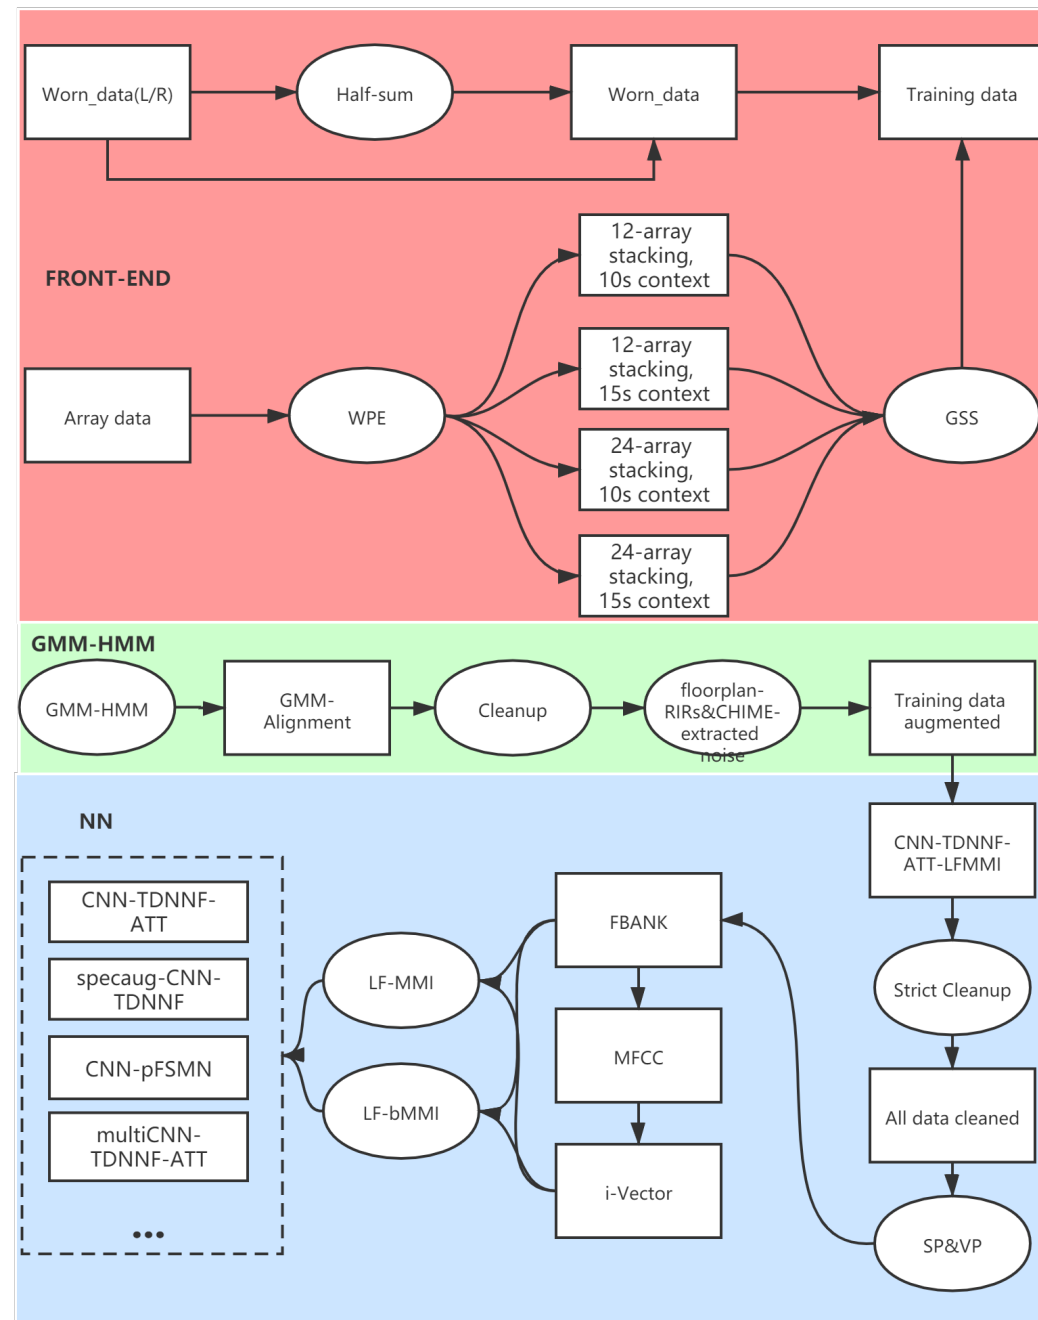 Worn_data(L/R)
Half-sum
Worn_data
Training data
12-array
stacking,
10s context
FRONT-END
12-array
stacking,
15s context
Array data
WPE
GSS
24-array
stacking,
10s context
24-array
stacking,
15s context
GMM-HMM
GMM-HMM
GMM-
Alignment
Cleanup
floorplan-
RIRs&CHIME-
extracted
noise
Training data
augmented
NN
CNN-TDNNF-
ATT-LFMMI
CNN-TDNNF-
ATT
specaug-CNN-
TDNNF
CNN-pFSMN
multiCNN-
TDNNF-ATT
...
LF-MMI
LF-bMMI
FBANK
MFCC
i-Vector
Strict Cleanup
All data cleaned
SP&VP